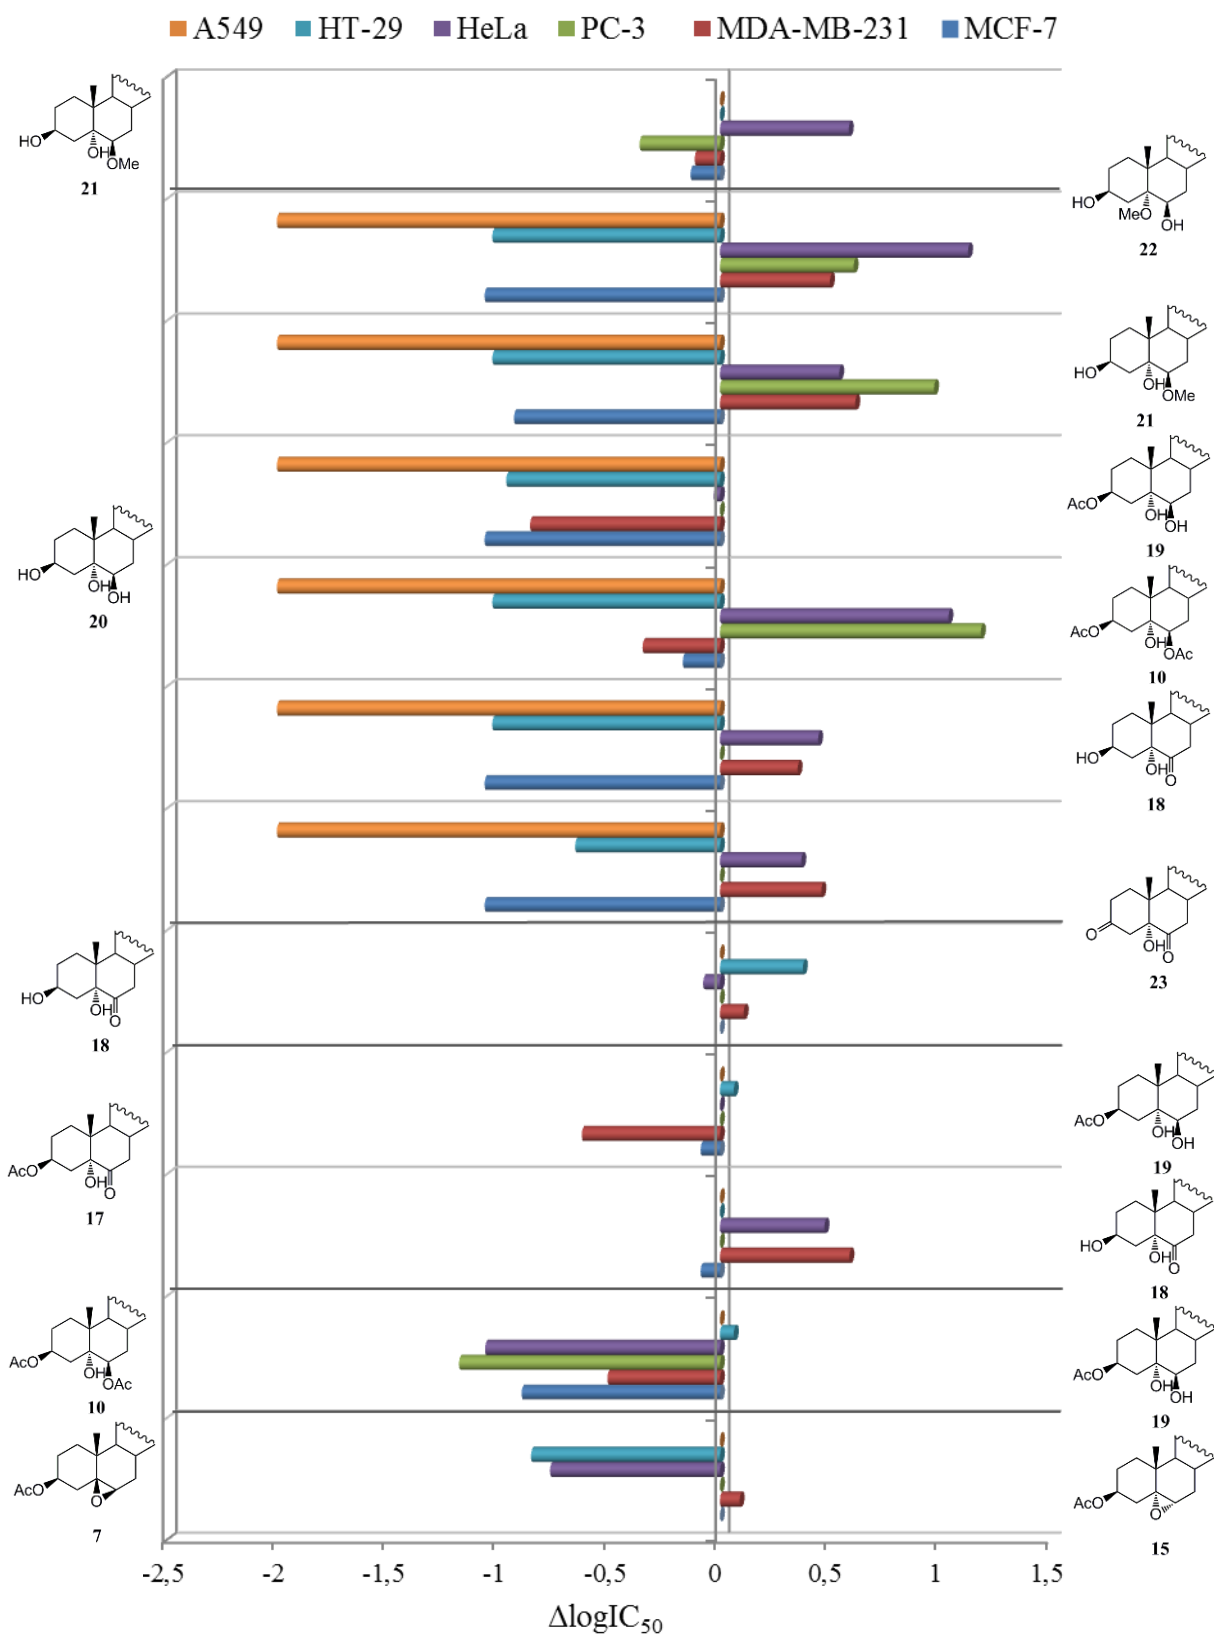 A549 HT-29 HeLa PC-3 MDA-MB-231 MCF-7
HO OH OMe
21
HO MeO OH
22
HO OH OMe
21
AcO OH OH
19
HO OH OH
20
AcO OH OAc
10
HO OH O
18
O OH O
23
HO OH O
18
AcO OH OH
19
AcO OH O
17
HO OH O
18
AcO OH OAc
10
AcO OH OH
19
AcO O
7
AcO O
15
-2,5 -2 -1,5 -1 -0,5 0 0,5 1 1,5
ΔlogIC50